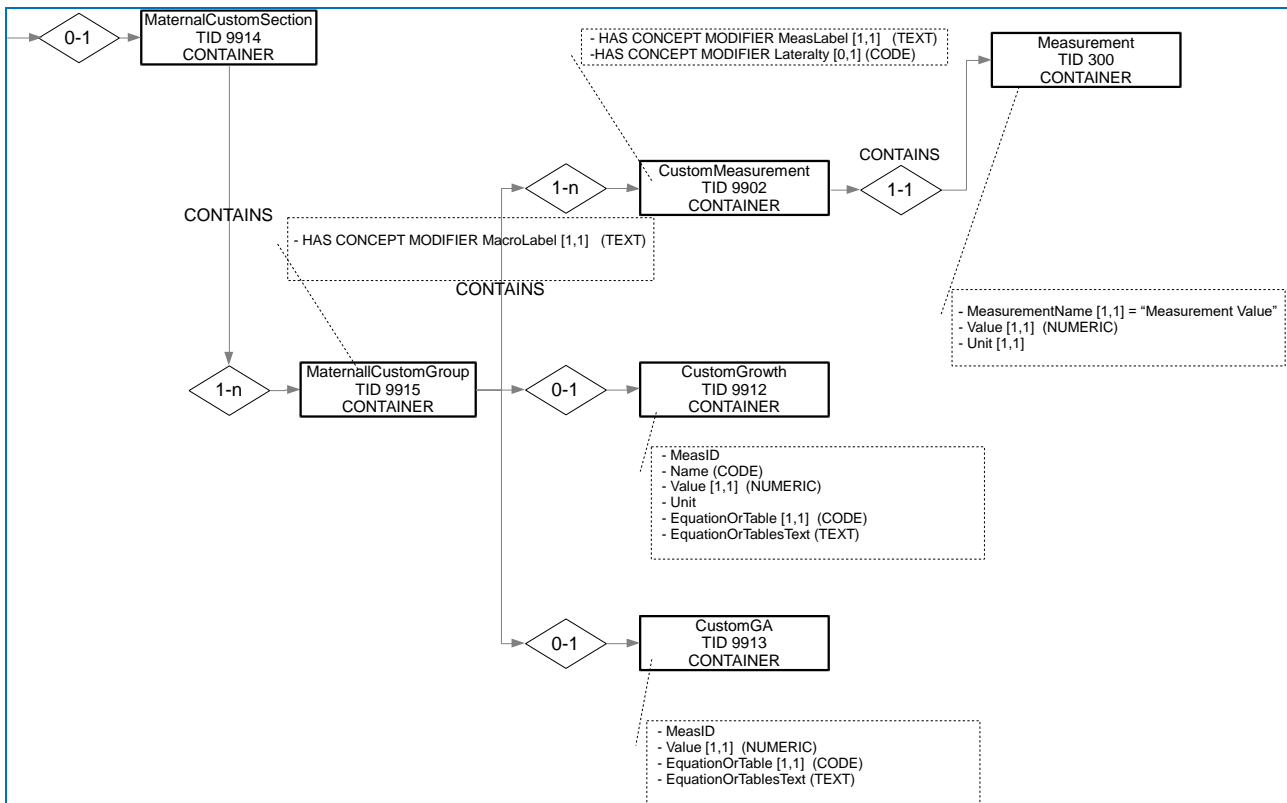 MaternalCustomSection
TID 9914
CONTAINER
0-1
- HAS CONCEPT MODIFIER MeasLabel [1,1] (TEXT)
-HAS CONCEPT MODIFIER Lateralty [0,1] (CODE)
Measurement
TID 300
CONTAINER
CONTAINS
1-n
CustomMeasurement
TID 9902
CONTAINER
CONTAINS
1-1
- HAS CONCEPT MODIFIER MacroLabel [1,1] (TEXT)
CONTAINS
- MeasurementName [1,1] = “Measurement Value”
- Value [1,1] (NUMERIC)
- Unit [1,1]
1-n
MaternallCustomGroup
TID 9915
CONTAINER
0-1
CustomGrowth
TID 9912
CONTAINER
- MeasID
- Name (CODE)
- Value [1,1] (NUMERIC)
- Unit
- EquationOrTable [1,1] (CODE)
- EquationOrTablesText (TEXT)
0-1
CustomGA
TID 9913
CONTAINER
- MeasID
- Value [1,1] (NUMERIC)
- EquationOrTable [1,1] (CODE)
- EquationOrTablesText (TEXT)